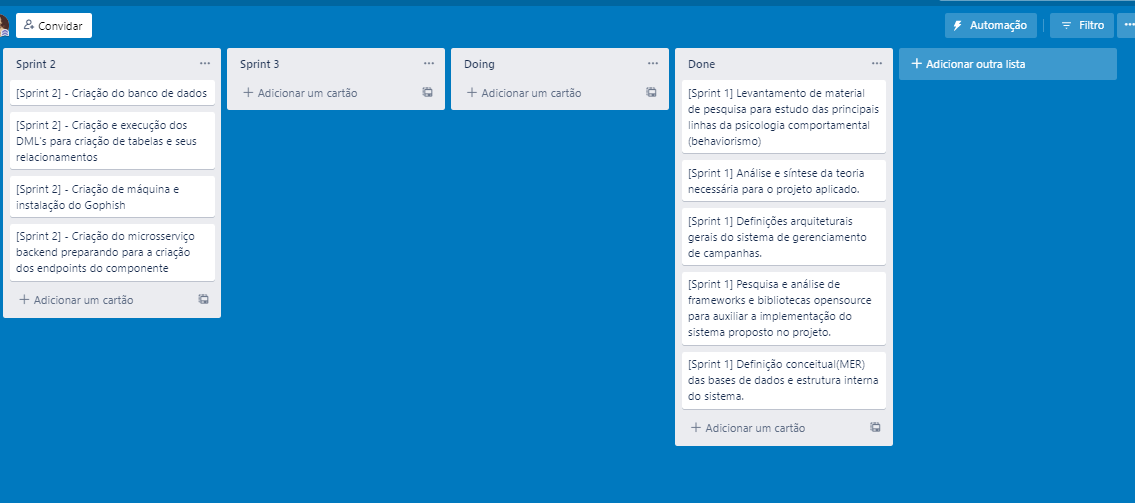 Convidar
Automação
Filtro
Sprint 2
[Sprint 2] - Criação do banco de dados
[Sprint 2] - Criação e execução dos
DML's para criação de tabelas e seus
relacionamentos
[Sprint 2] - Criação de máquina e
instalação do Gophish
[Sprint 2] - Criação do microsserviço
backend preparando para a criação
dos endpoints do componente
Adicionar um cartão
Sprint 3
Adicionar um cartão
Doing
Adicionar um cartão
Done
[Sprint 1] Levantamento de material
de pesquisa para estudo das principais
linhas da psicologia comportamental
(behaviorismo)
[Sprint 1] Análise e síntese da teoria
necessária para o projeto aplicado.
[Sprint 1] Definições arquiteturais
gerais do sistema de gerenciamento
de campanhas.
[Sprint 1] Pesquisa e análise de
frameworks e bibliotecas opensource
para auxiliar a implementação do
sistema proposto no projeto.
[Sprint 1] Definição conceitual(MER)
das bases de dados e estrutura interna
do sistema.
Adicionar um cartão
Adicionar outra lista